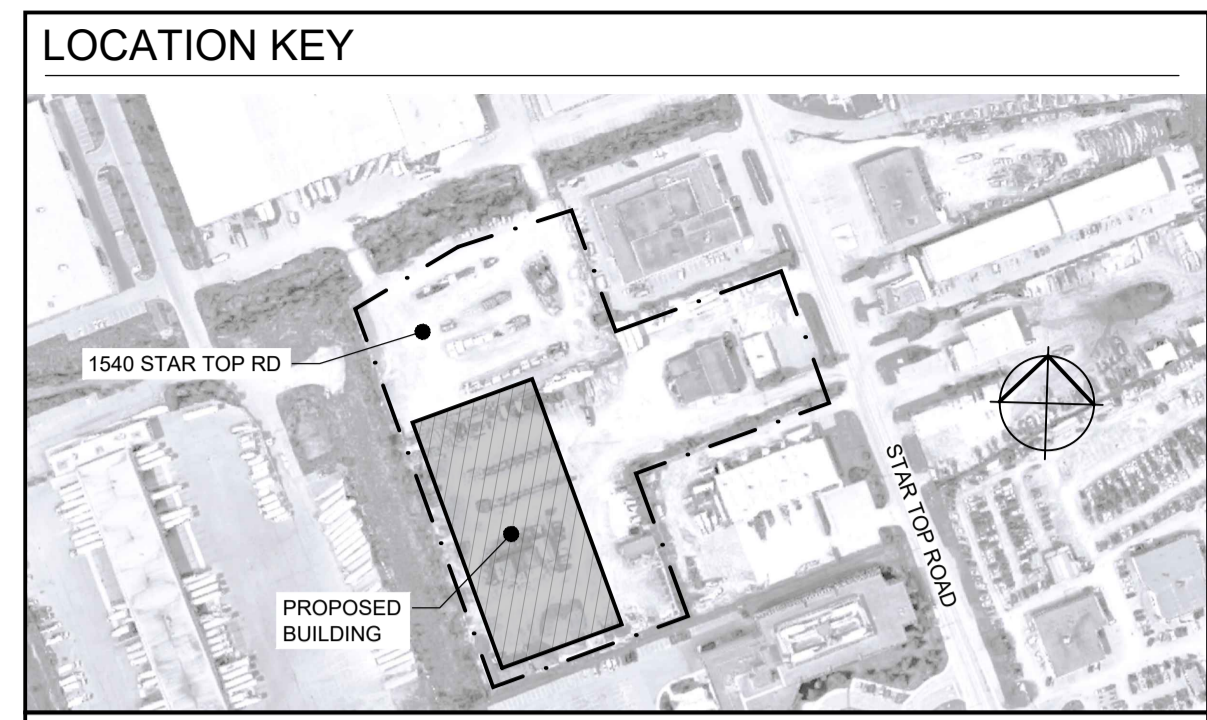 LOCATION KEY
1540 STAR TOP RD
STAR TOP ROAD
PROPOSED
BUILDING